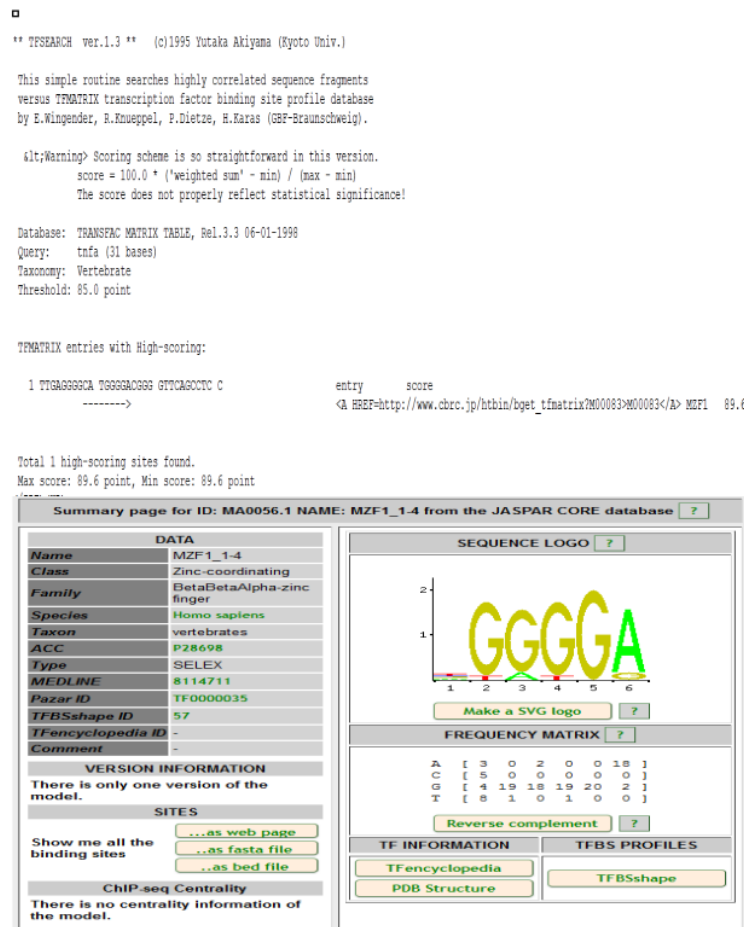 ** TFSEARCH ver.1.3 ** (c)1995 Yutaka Akiyama (Kyoto Univ.)
This simple routine searches highly correlated sequence fragments
versus TFMATRIX transcription factor binding site profile database
by E.Wingender, R.Knueppel, P.Dietze, H.Karas (GBF-Braunschweig).
&lt;Warning> Scoring scheme is so straightforward in this version.
score = 100.0 * ('weighted sum' - min) / (max - min)
The score does not properly reflect statistical significance!
Database: TRANSFAC MATRIX TABLE, Rel.3.3 06-01-1998
Query: tnfa (31 bases)
Taxonomy: Vertebrate
Threshold: 85.0 point
TFMATRIX entries with High-scoring:
1 TTGAGGGGCA TGGGGACGGG GTTCAGCCTC C entry score
--------> <A HREF=http://www.cbrc.jp/htbin/bget_tfmatrix?M00083>M00083</A> MZF1 89.6
Total 1 high-scoring sites found.
Max score: 89.6 point, Min score: 89.6 point
Summary page for ID: MA0056.1 NAME: MZF1_1-4 from the JASPAR CORE database ?
DATA
Name MZF1_1-4
Class Zinc-coordinating
Family BetaBetaAlpha-zinc
finger
Species Homo sapiens
Taxon vertebrates
ACC P28698
Type SELEX
MEDLINE 8114711
Pazar ID TF0000035
TFBSshape ID 57
TFencyclopedia ID -
Comment -
VERSION INFORMATION
There is only one version of the
model.
SITES
Show me all the
binding sites
...as web page
..as fasta file
..as bed file
ChIP-seq Centrality
There is no centrality information of
the model.
SEQUENCE LOGO ?
2
1
GGGGA
1 2 3 4 5 6
Make a SVG logo ?
FREQUENCY MATRIX ?
A [ 3 0 2 0 0 18 ]
C [ 5 0 0 0 0 0 ]
G [ 4 19 18 19 20 2 ]
T [ 8 1 0 1 0 0 ]
Reverse complement ?
TF INFORMATION
TFencyclopedia
PDB Structure
TFBS PROFILES
TFBSshape